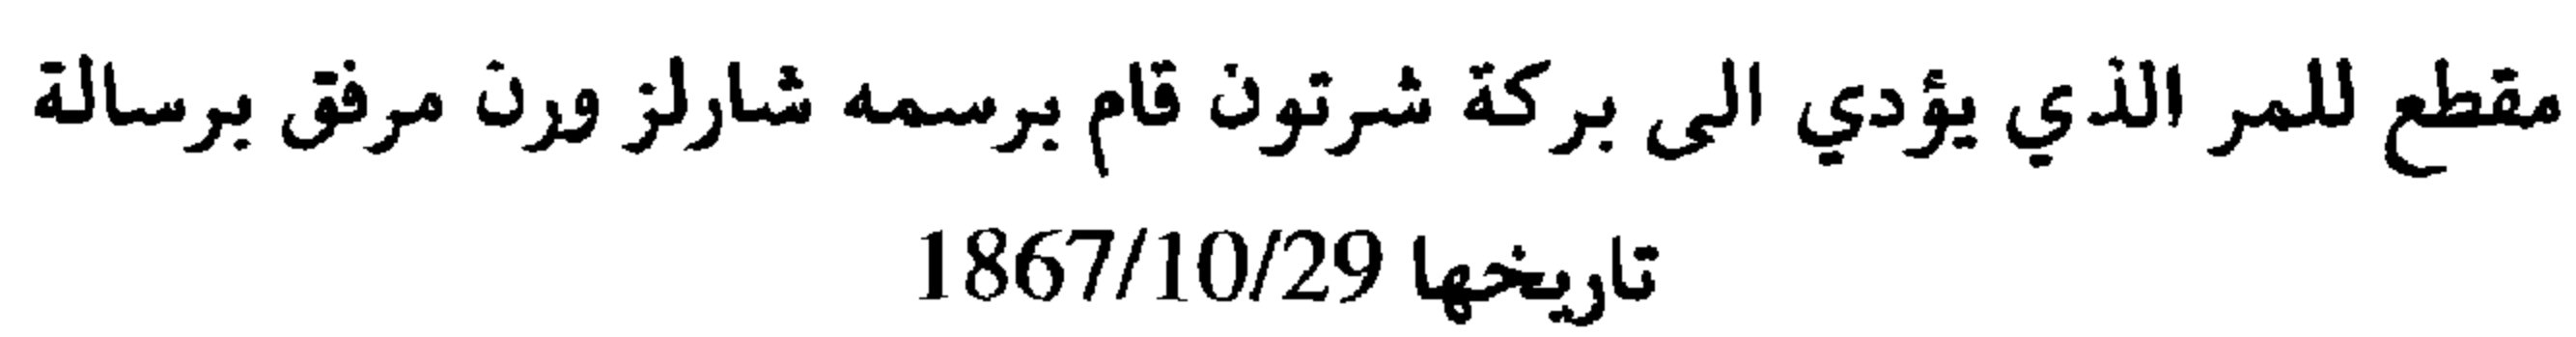 مقطع للمر الذي يؤدي الى بركة شرتون قام برسمه شارلز ورن مرفق برسالة
تاريخها 1867/10/29